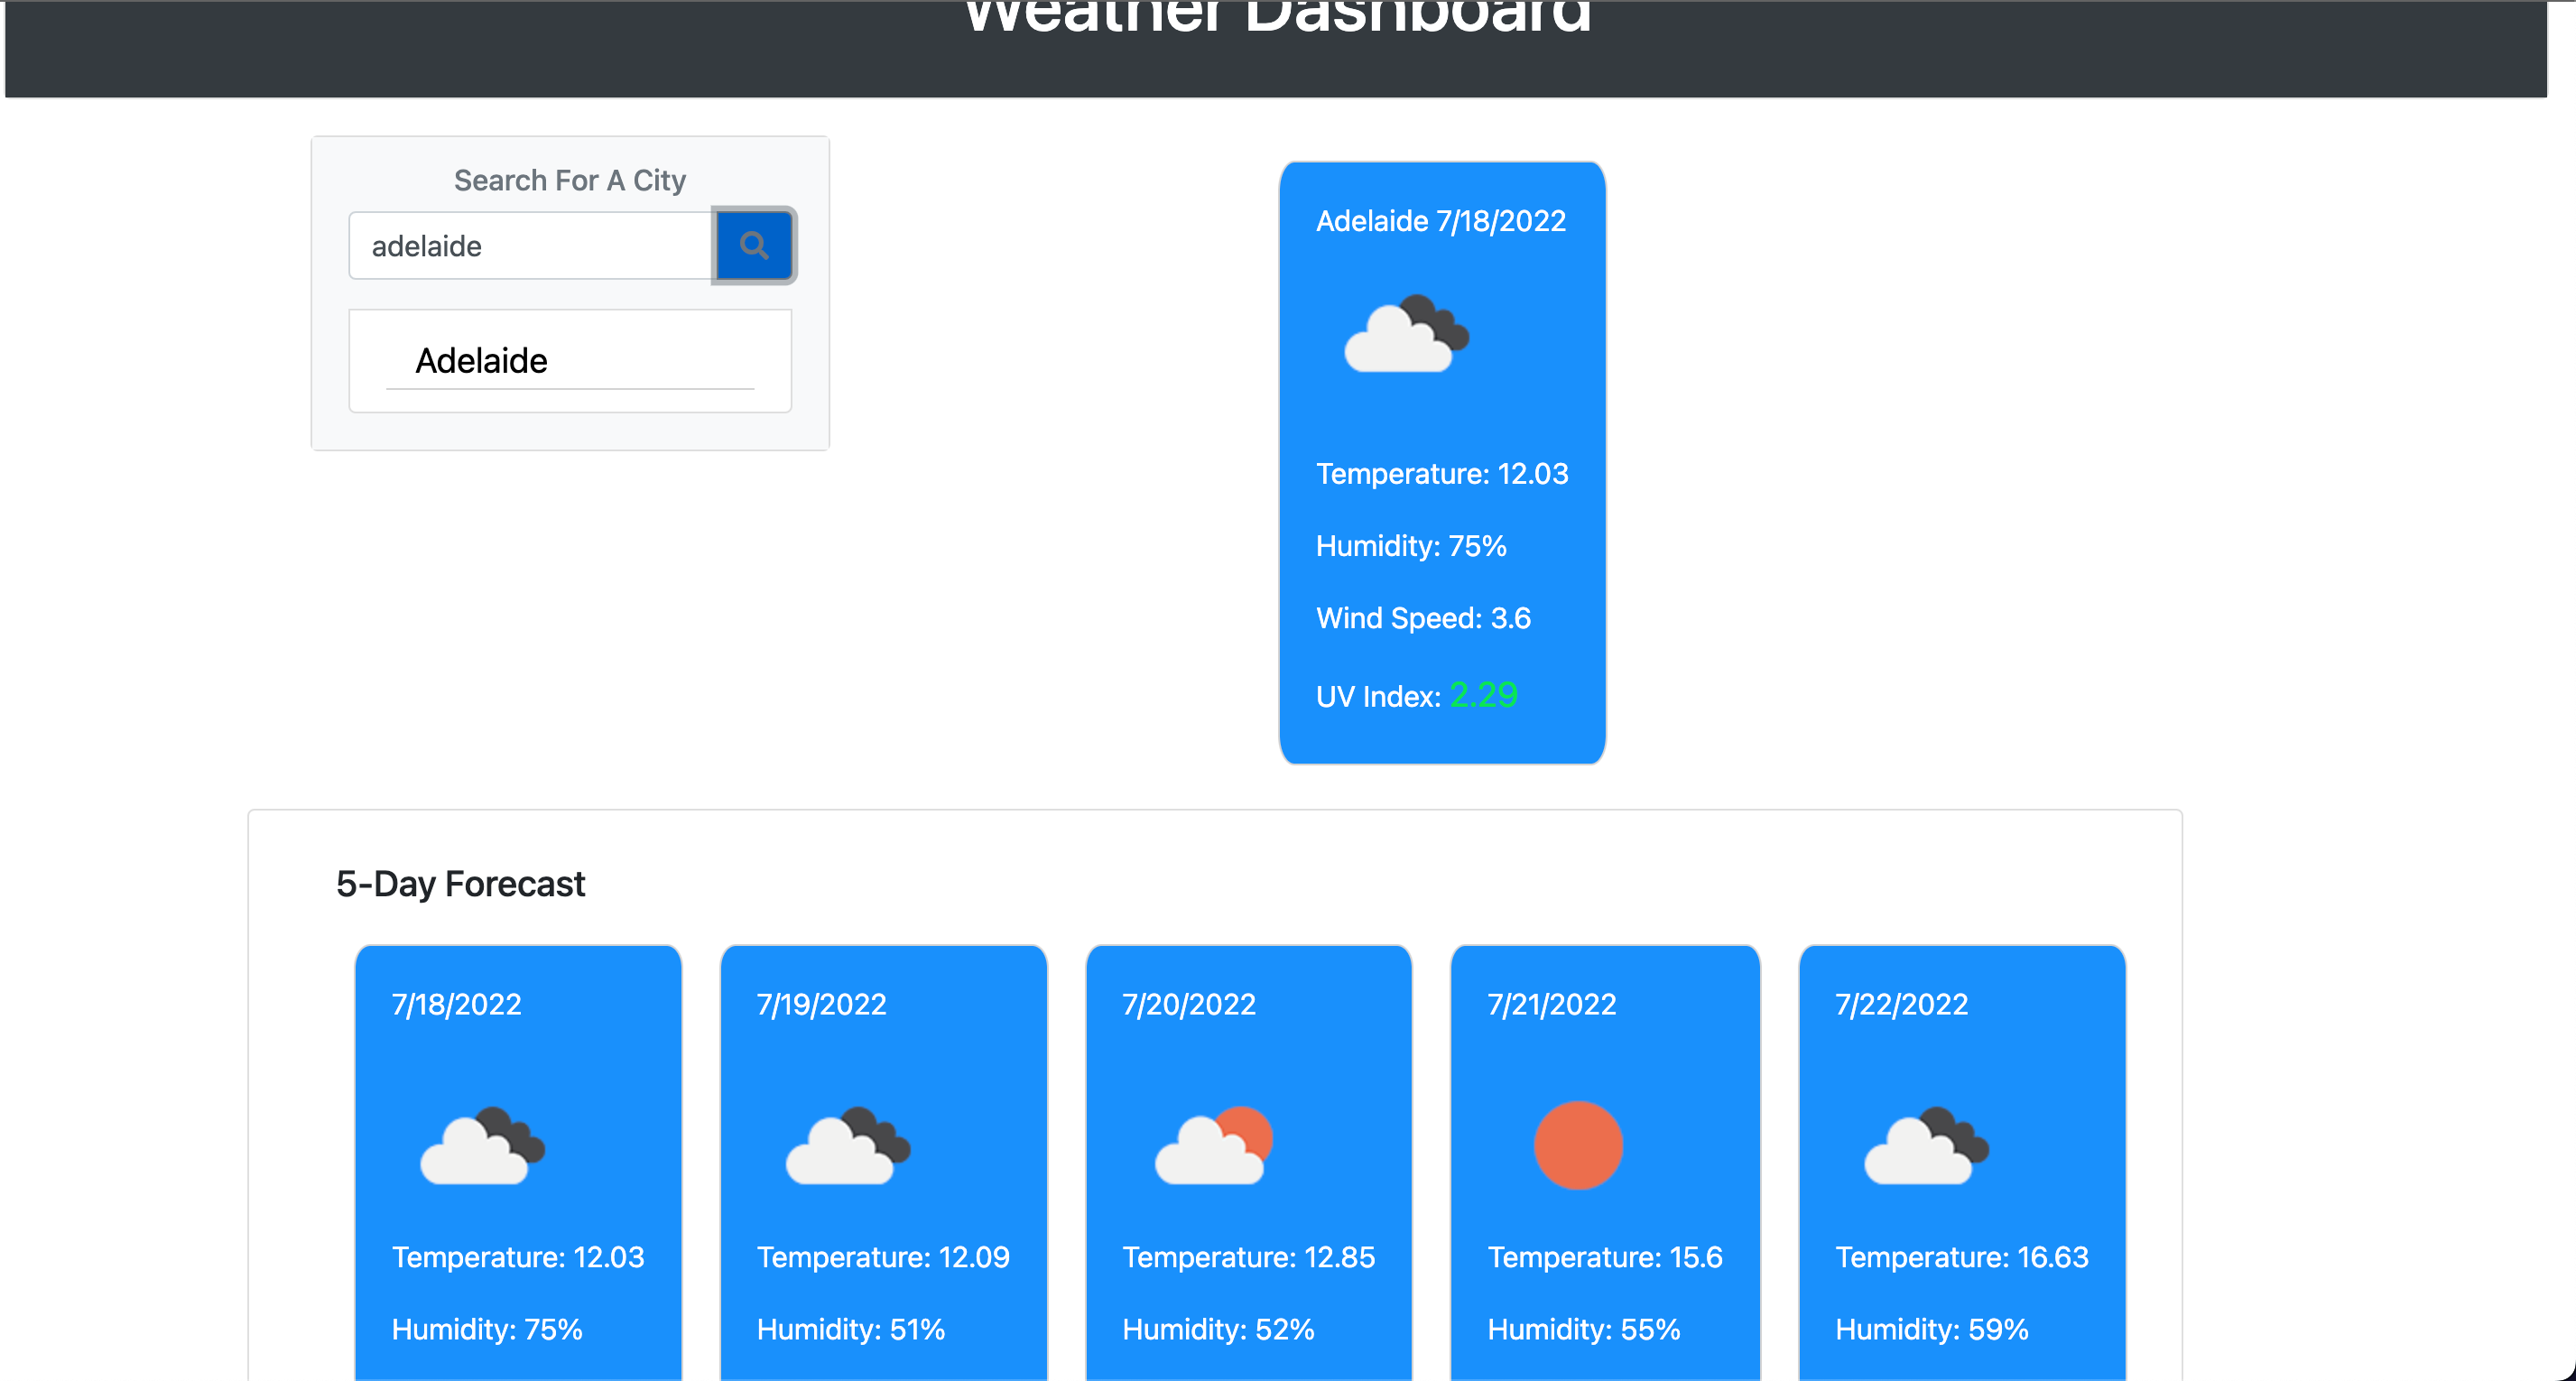 Weather Dashboard
Search For A City
adelaide
Adelaide
Adelaide 7/18/2022
Temperature: 12.03
Humidity: 75%
Wind Speed: 3.6
UV Index: 2.29
5-Day Forecast
7/18/2022
Temperature: 12.03
Humidity: 75%
7/19/2022
Temperature: 12.09
Humidity: 51%
7/20/2022
Temperature: 12.85
Humidity: 52%
7/21/2022
Temperature: 15.6
Humidity: 55%
7/22/2022
Temperature: 16.63
Humidity: 59%